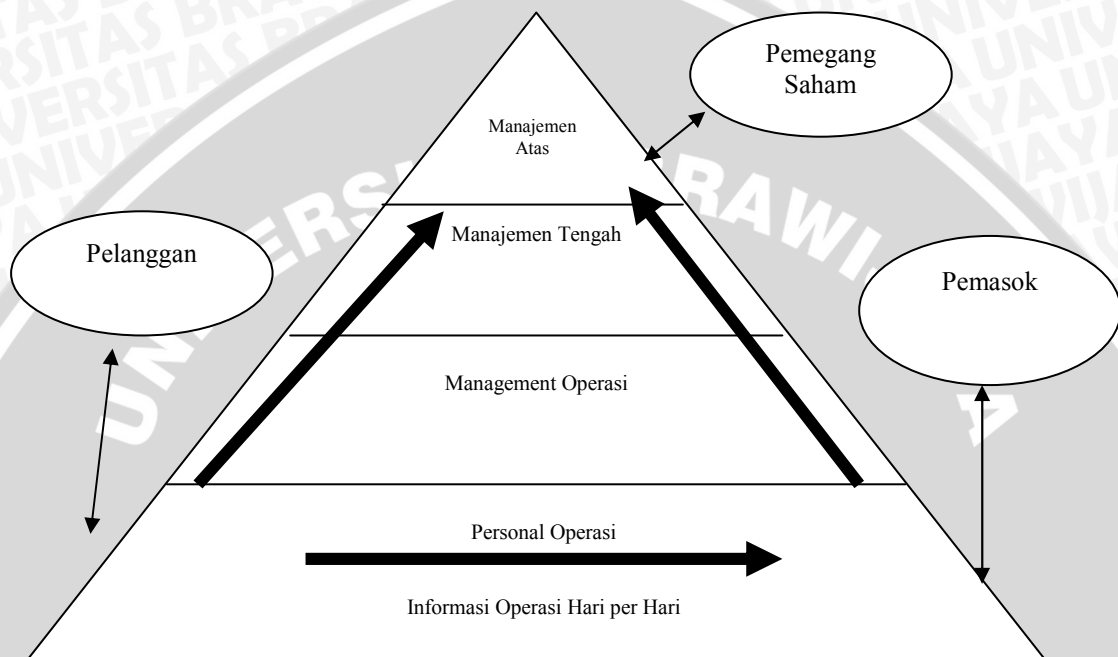 Pemegang
Saham
Manajemen
Atas
Manajemen Tengah
Pelanggan
Pemasok
Management Operasi
Personal Operasi
Informasi Operasi Hari per Hari